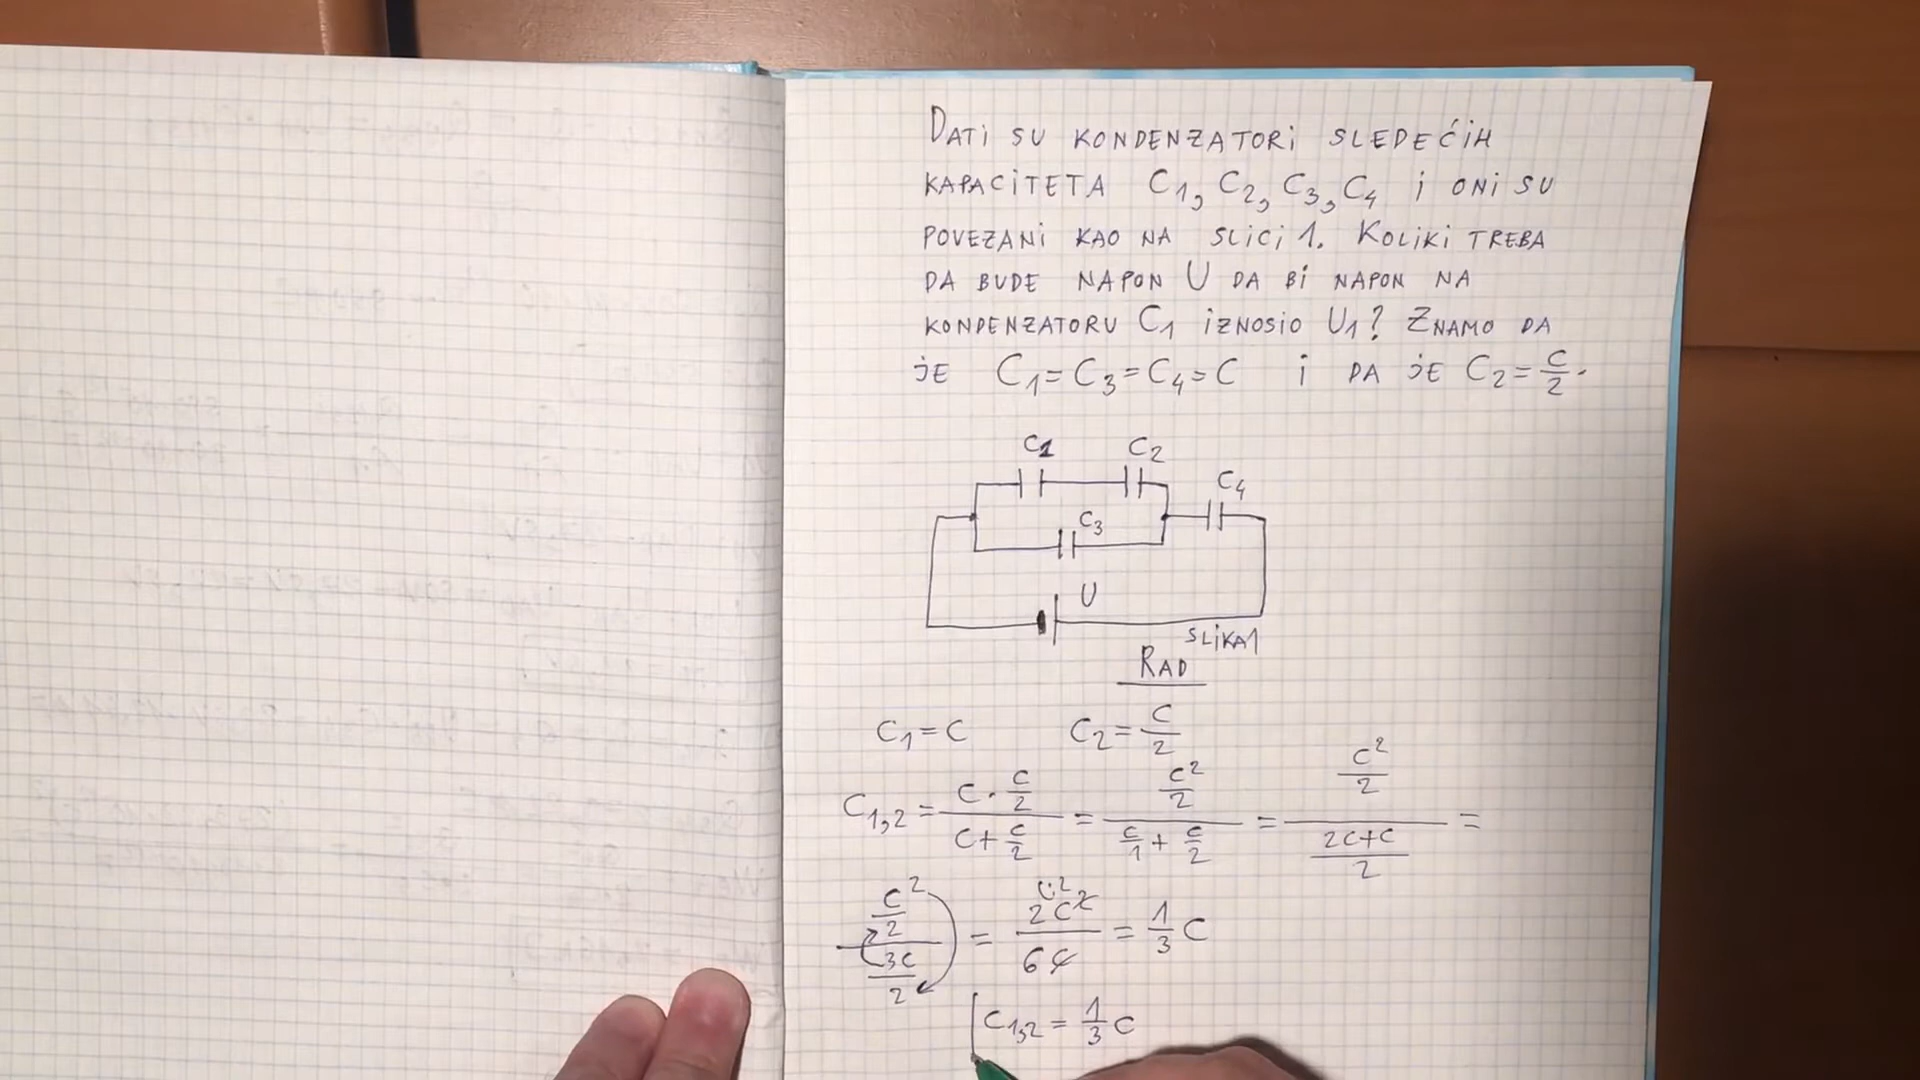 DATI SU KONDENZATORI SLEDEĆIH
KAPACITETA C1, C2, C3, C4 I ONI SU
POVEZANI KAO NA SLICI 1. KOLIKI TREBA
DA BUDE NAPON U DA BI NAPON NA
KONDENZATORU C1 IZNOSIO U1? ZNAMO DA
JE C1=C3=C4=C I DA JE C2=C/2.
C1 C2
C4
C3
U
SLIKA 1
RAD
C1=C C2=C/2
C1,2 = (C·C/2)/(C+C/2) = (C²/2)/(C/1+C/2) = (C²/2)/((2C+C)/2) =
(C²/2)/(3C/2) = 2C²/6C = 1/3 C
C1,2 = 1/3 C